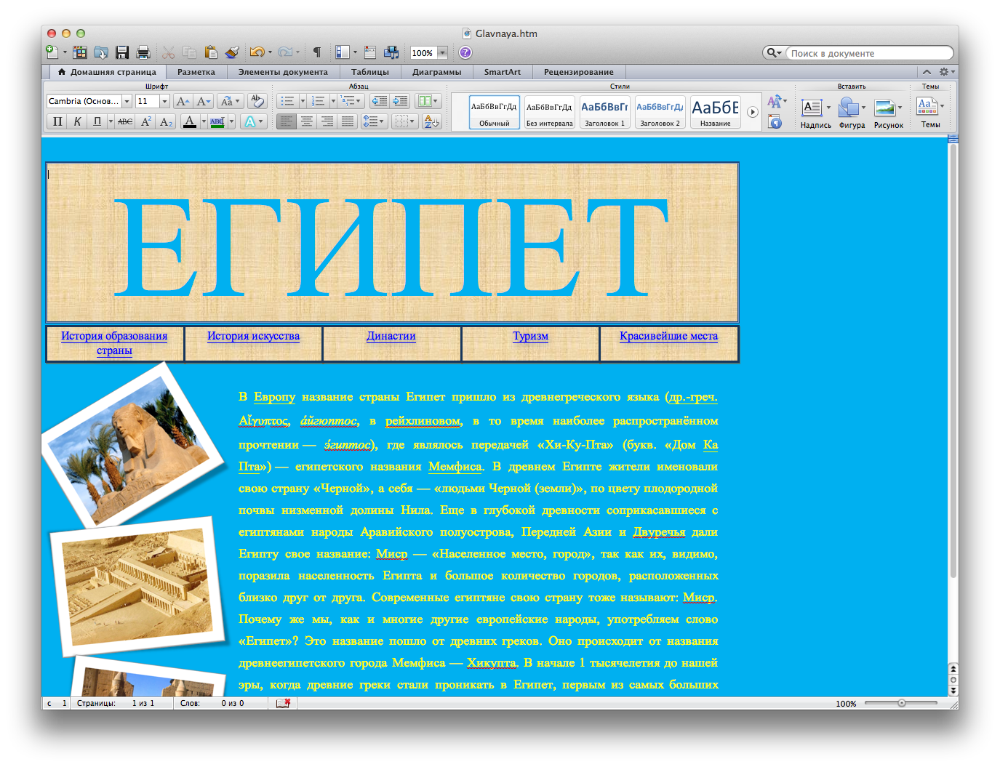 Glavnaya.htm
100%
Поиск в документе
Домашняя страница
Разметка
Элементы документа
Таблицы
Диаграммы
SmartArt
Рецензирование
Шрифт
Абзац
Стили
Вставить
Темы
Cambria (Основ...
11
АаБбВвГгДд
Обычный
АаБбВвГгДд
Без интервала
АаБбВвГг
Заголовок 1
АаБбВвГгДд
Заголовок 2
АаБбВ
Название
Надпись
Фигура
Рисунок
Темы
ЕГИПЕТ
История образования
страны
История искусства
Династии
Туризм
Красивейшие места
В Европу название страны Египет пришло из древнегреческого языка (др.-греч.
Αἴγυπτος, áйгюптос, в рейхлиновом, в то время наиболее распространённом
прочтении — э́гиптос), где являлось передачей «Хи-Ку-Пта» (букв. «Дом Ка
Пта») — египетского названия Мемфиса. В древнем Египте жители именовали
свою страну «Черной», а себя — «людьми Черной (земли)», по цвету плодородной
почвы низменной долины Нила. Еще в глубокой древности соприкасавшиеся с
египтянами народы Аравийского полуострова, Передней Азии и Двуречья дали
Египту свое название: Миср — «Населенное место, город», так как их, видимо,
поразила населенность Египта и большое количество городов, расположенных
близко друг от друга. Современные египтяне свою страну тоже называют: Миср.
Почему же мы, как и многие другие европейские народы, употребляем слово
«Египет»? Это название пошло от древних греков. Оно происходит от названия
древнеегипетского города Мемфиса — Хикупта. В начале 1 тысячелетия до нашей
эры, когда древние греки стали проникать в Египет, первым из самых больших
с 1
Страницы: 1 из 1
Слов: 0 из 0
100%